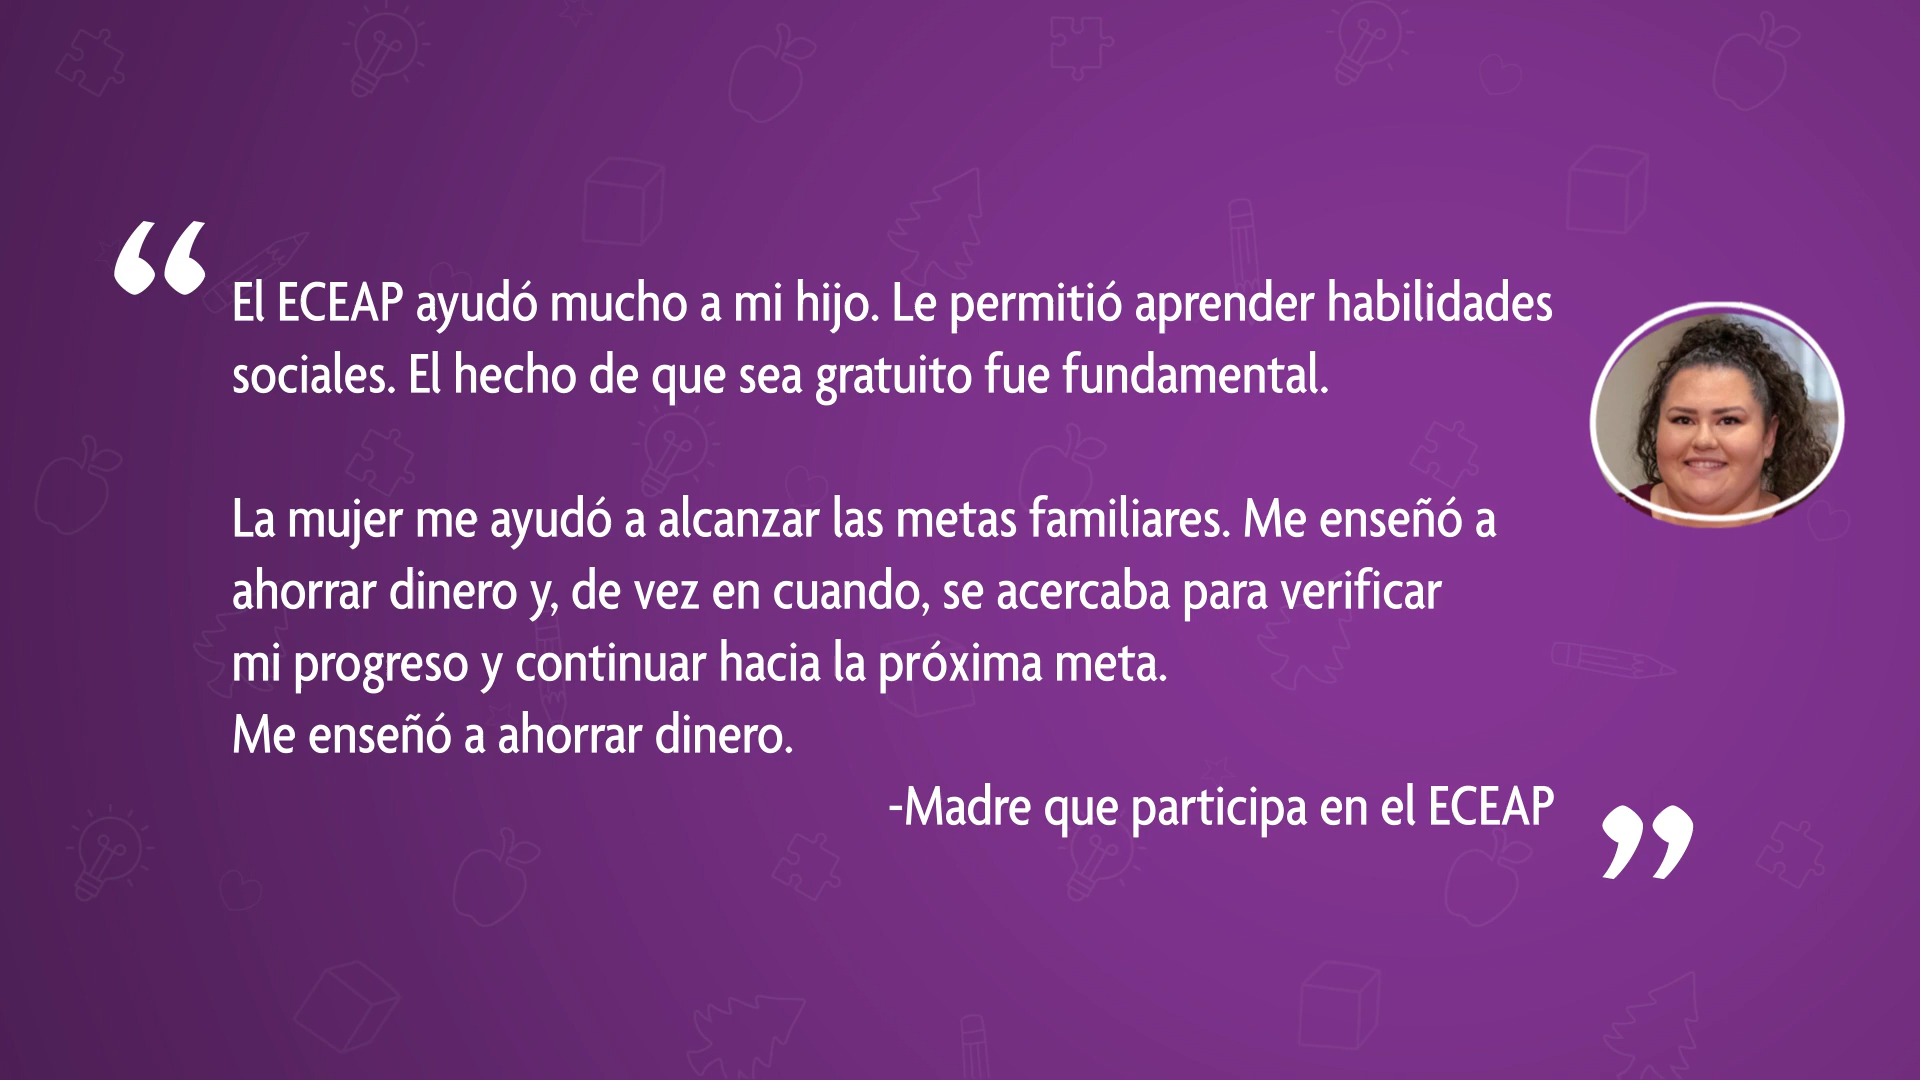 “
El ECEAP ayudó mucho a mi hijo. Le permitió aprender habilidades
sociales. El hecho de que sea gratuito fue fundamental.
La mujer me ayudó a alcanzar las metas familiares. Me enseñó a
ahorrar dinero y, de vez en cuando, se acercaba para verificar
mi progreso y continuar hacia la próxima meta.
Me enseñó a ahorrar dinero.
-Madre que participa en el ECEAP
”